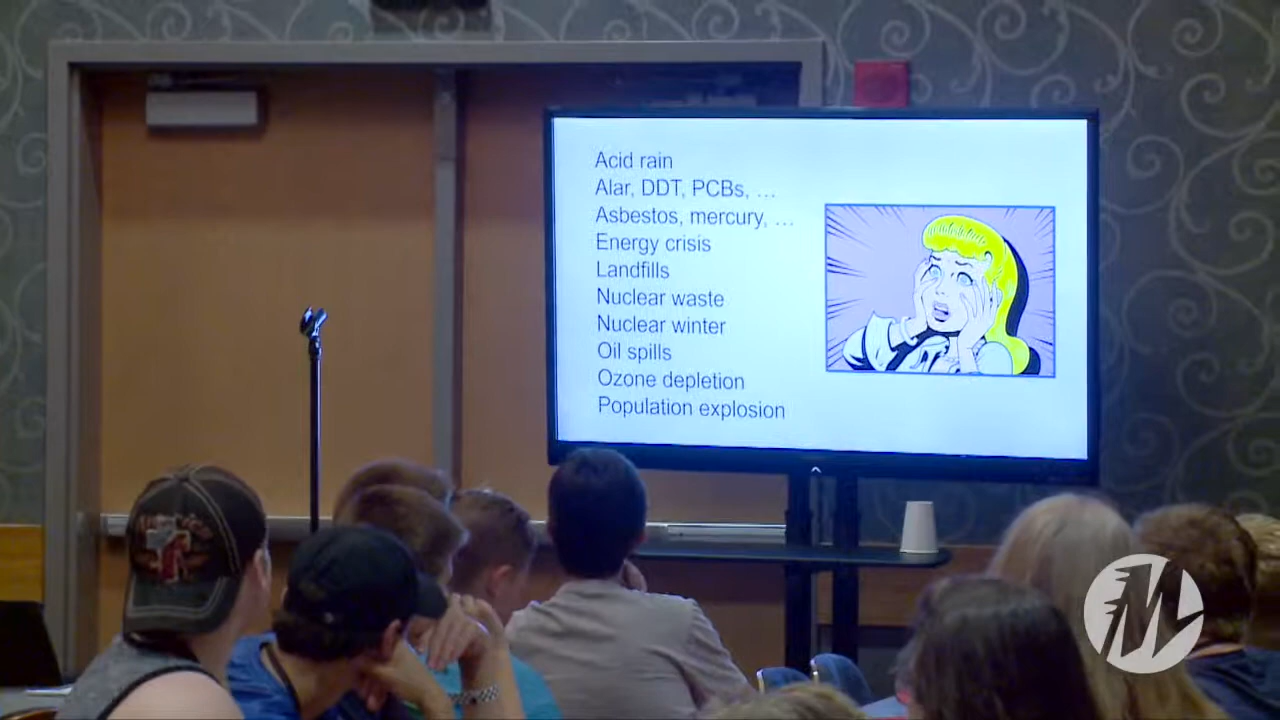 Acid rain
Alar, DDT, PCBs, …
Asbestos, mercury, …
Energy crisis
Landfills
Nuclear waste
Nuclear winter
Oil spills
Ozone depletion
Population explosion
M